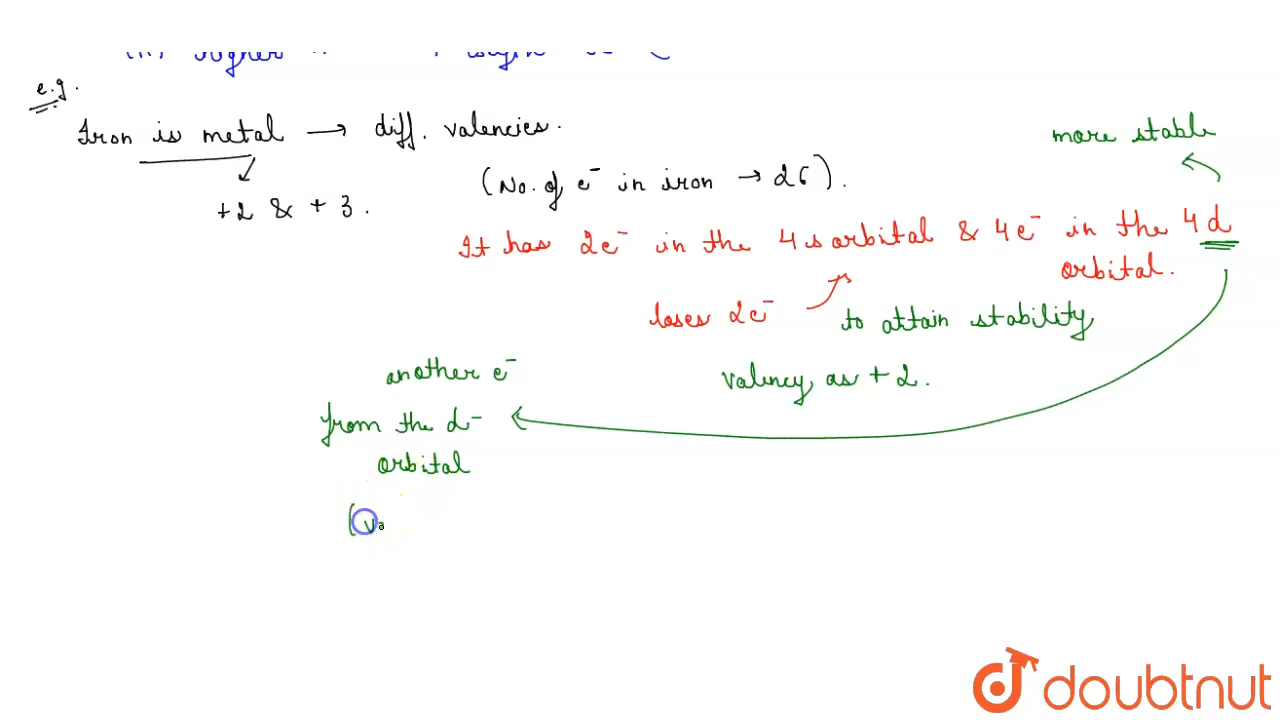 e.g.
Iron is metal → diff. valencies.
more stable
(No. of e⁻ in iron → 26).
+2 & +3.
It has 2e⁻ in the 4s orbital & 4e⁻ in the 4d
orbital.
loses 2e⁻ to attain stability
another e⁻
valency as +2.
from the d-
orbital
(va
doubtnut